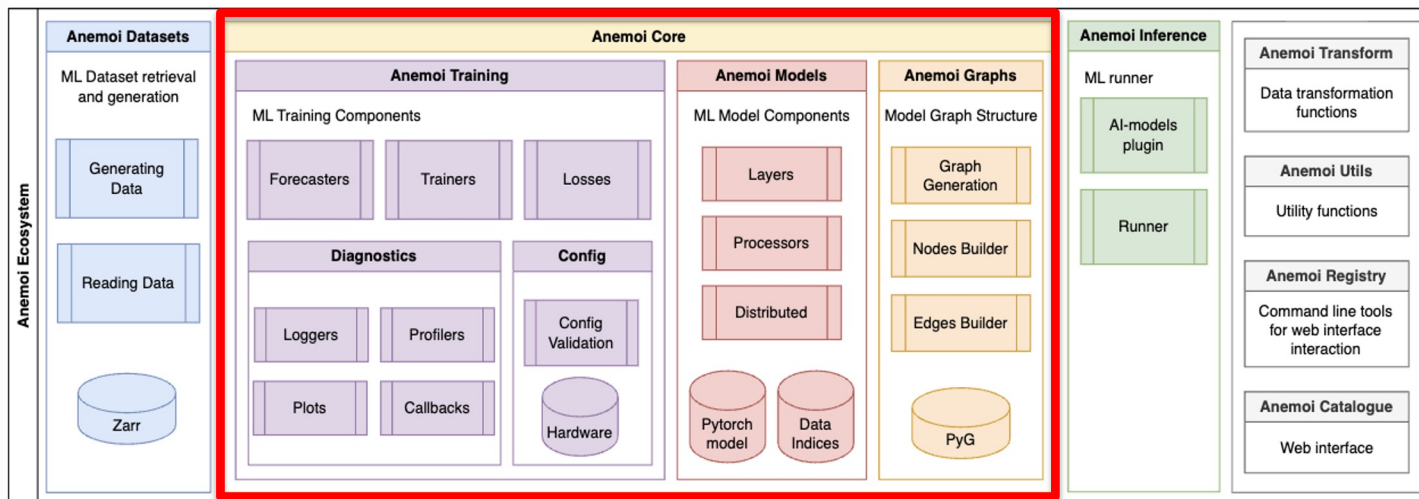 Anemoi Ecosystem
Anemoi Datasets
ML Dataset retrieval
and generation
Generating
Data
Reading Data
Zarr
Anemoi Core
Anemoi Training
ML Training Components
Forecasters
Trainers
Losses
Diagnostics
Loggers
Profilers
Plots
Callbacks
Config
Config
Validation
Hardware
Anemoi Models
ML Model Components
Layers
Processors
Distributed
Pytorch
model
Data
Indices
Anemoi Graphs
Model Graph Structure
Graph
Generation
Nodes Builder
Edges Builder
PyG
Anemoi Inference
ML runner
AI-models
plugin
Runner
Anemoi Transform
Data transformation
functions
Anemoi Utils
Utility functions
Anemoi Registry
Command line tools
for web interface
interaction
Anemoi Catalogue
Web interface